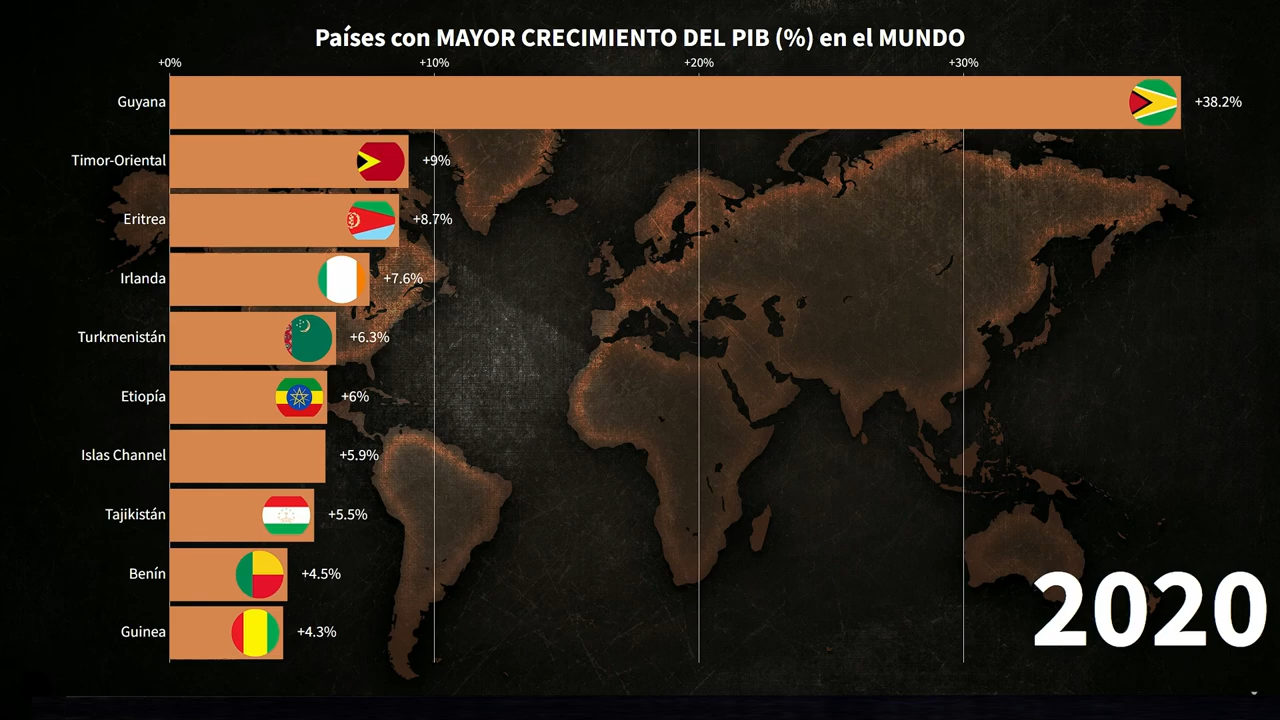 Países con MAYOR CRECIMIENTO DEL PIB (%) en el MUNDO
+0% +10% +20% +30%
Guyana +38.2%
Timor-Oriental +9%
Eritrea +8.7%
Irlanda +7.6%
Turkmenistán +6.3%
Etiopía +6%
Islas Channel +5.9%
Tajikistán +5.5%
Benín +4.5%
Guinea +4.3%
2020